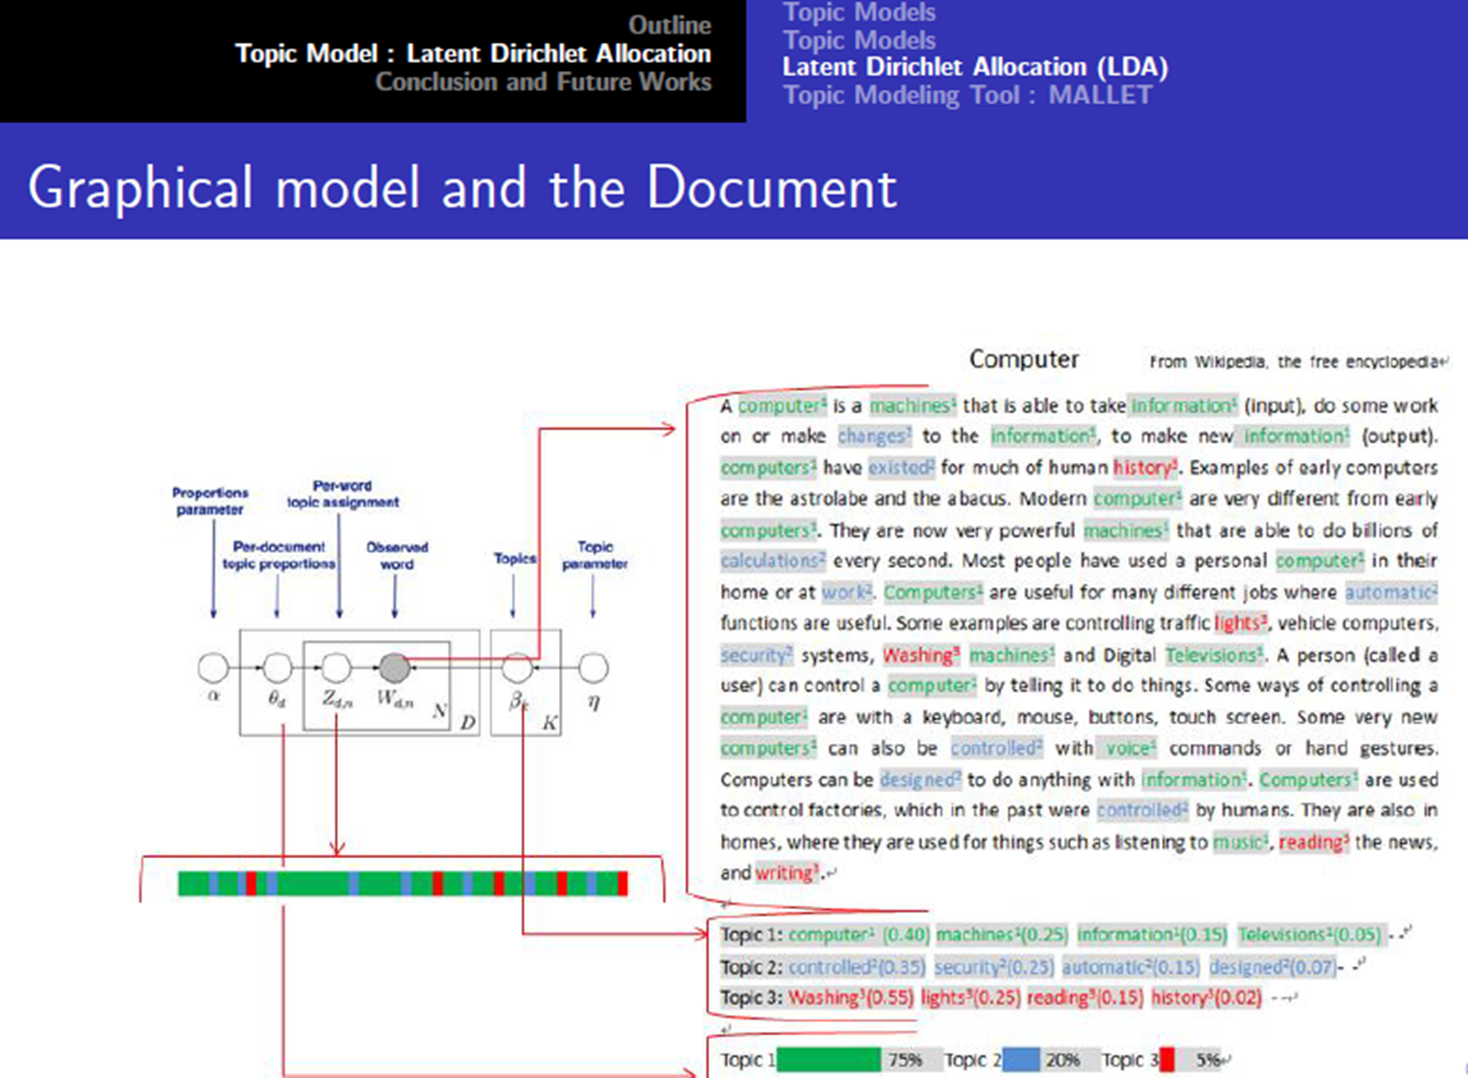 Outline
Topic Model : Latent Dirichlet Allocation
Conclusion and Future Works
Topic Models
Topic Models
Latent Dirichlet Allocation (LDA)
Topic Modeling Tool : MALLET
Graphical model and the Document
Computer From Wikipedia, the free encyclopedia↵
A computer¹ is a machines¹ that is able to take information¹ (input), do some work
on or make changes² to the information¹, to make new information¹ (output).
computers¹ have existed² for much of human history³. Examples of early computers
are the astrolabe and the abacus. Modern computer¹ are very different from early
computers¹. They are now very powerful machines¹ that are able to do billions of
calculations² every second. Most people have used a personal computer¹ in their
home or at work². Computers¹ are useful for many different jobs where automatic²
functions are useful. Some examples are controlling traffic lights³, vehicle computers,
security² systems, Washing³ machines¹ and Digital Televisions¹. A person (called a
user) can control a computer¹ by telling it to do things. Some ways of controlling a
computer¹ are with a keyboard, mouse, buttons, touch screen. Some very new
computers¹ can also be controlled² with voice¹ commands or hand gestures.
Computers can be designed² to do anything with information¹. Computers¹ are used
to control factories, which in the past were controlled² by humans. They are also in
homes, where they are used for things such as listening to music¹, reading³ the news,
and writing³.↵
↵
Topic 1: computer¹ (0.40) machines¹(0.25) information¹(0.15) Televisions¹(0.05) - -↵
Topic 2: controlled²(0.35) security²(0.25) automatic²(0.15) designed²(0.07)- -↵
Topic 3: Washing³(0.55) lights³(0.25) reading³(0.15) history³(0.02) ---↵
↵
Topic 1 75% Topic 2 20% Topic 3 5%↵
Proportions
parameter
Per-word
topic assignment
Per-document
topic proportions
Observed
word
Topics
Topic
parameter
α
θd
Zd,n
Wd,n
N
D
βk
K
η